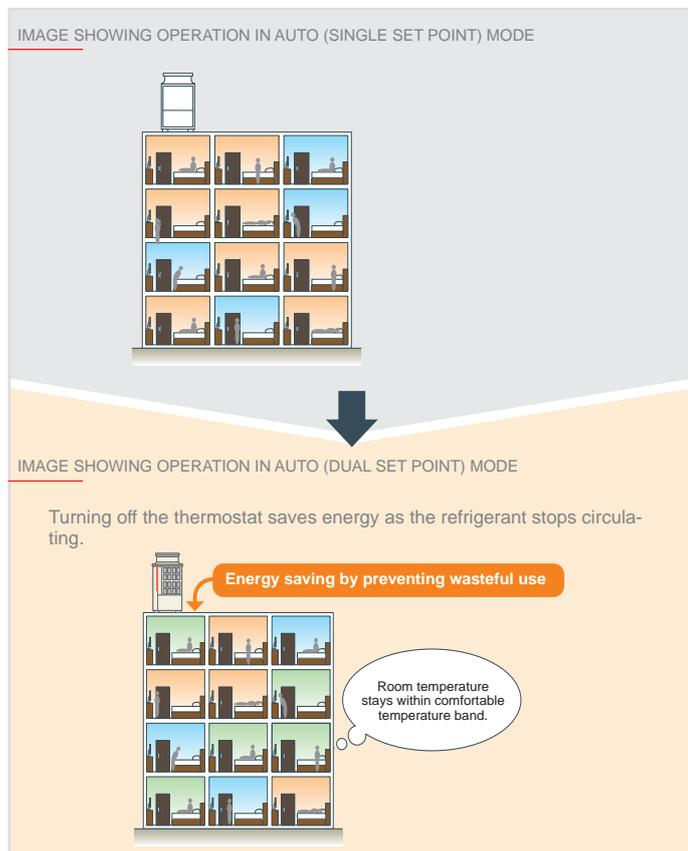 IMAGE SHOWING OPERATION IN AUTO (SINGLE SET POINT) MODE
IMAGE SHOWING OPERATION IN AUTO (DUAL SET POINT) MODE
Turning off the thermostat saves energy as the refrigerant stops circula-
ting.
Energy saving by preventing wasteful use
Room temperature
stays within comfortable
temperature band.